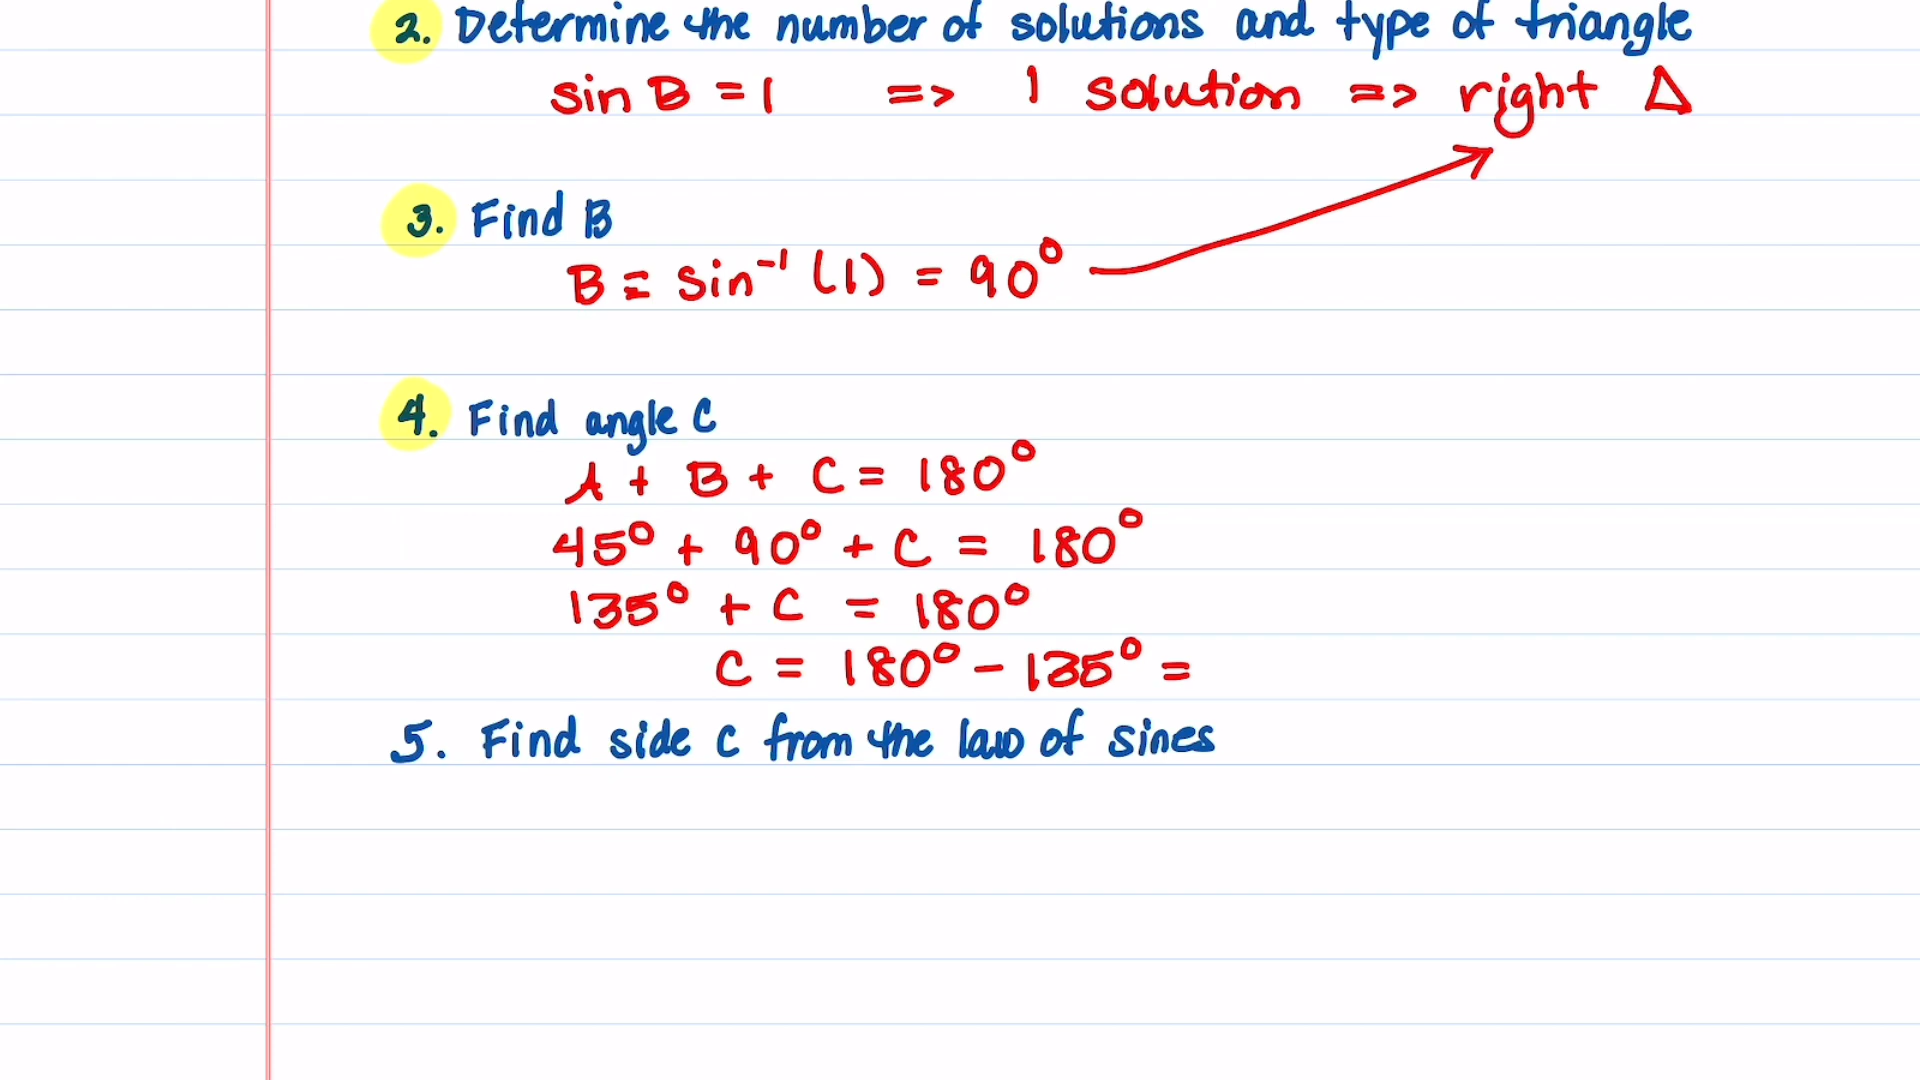 2. Determine the number of solutions and type of triangle
sin B = 1 => 1 solution => right Δ
3. Find B
B = sin⁻¹ (1) = 90°
4. Find angle C
A + B + C = 180°
45° + 90° + C = 180°
135° + C = 180°
C = 180° - 135° =
5. Find side c from the law of sines